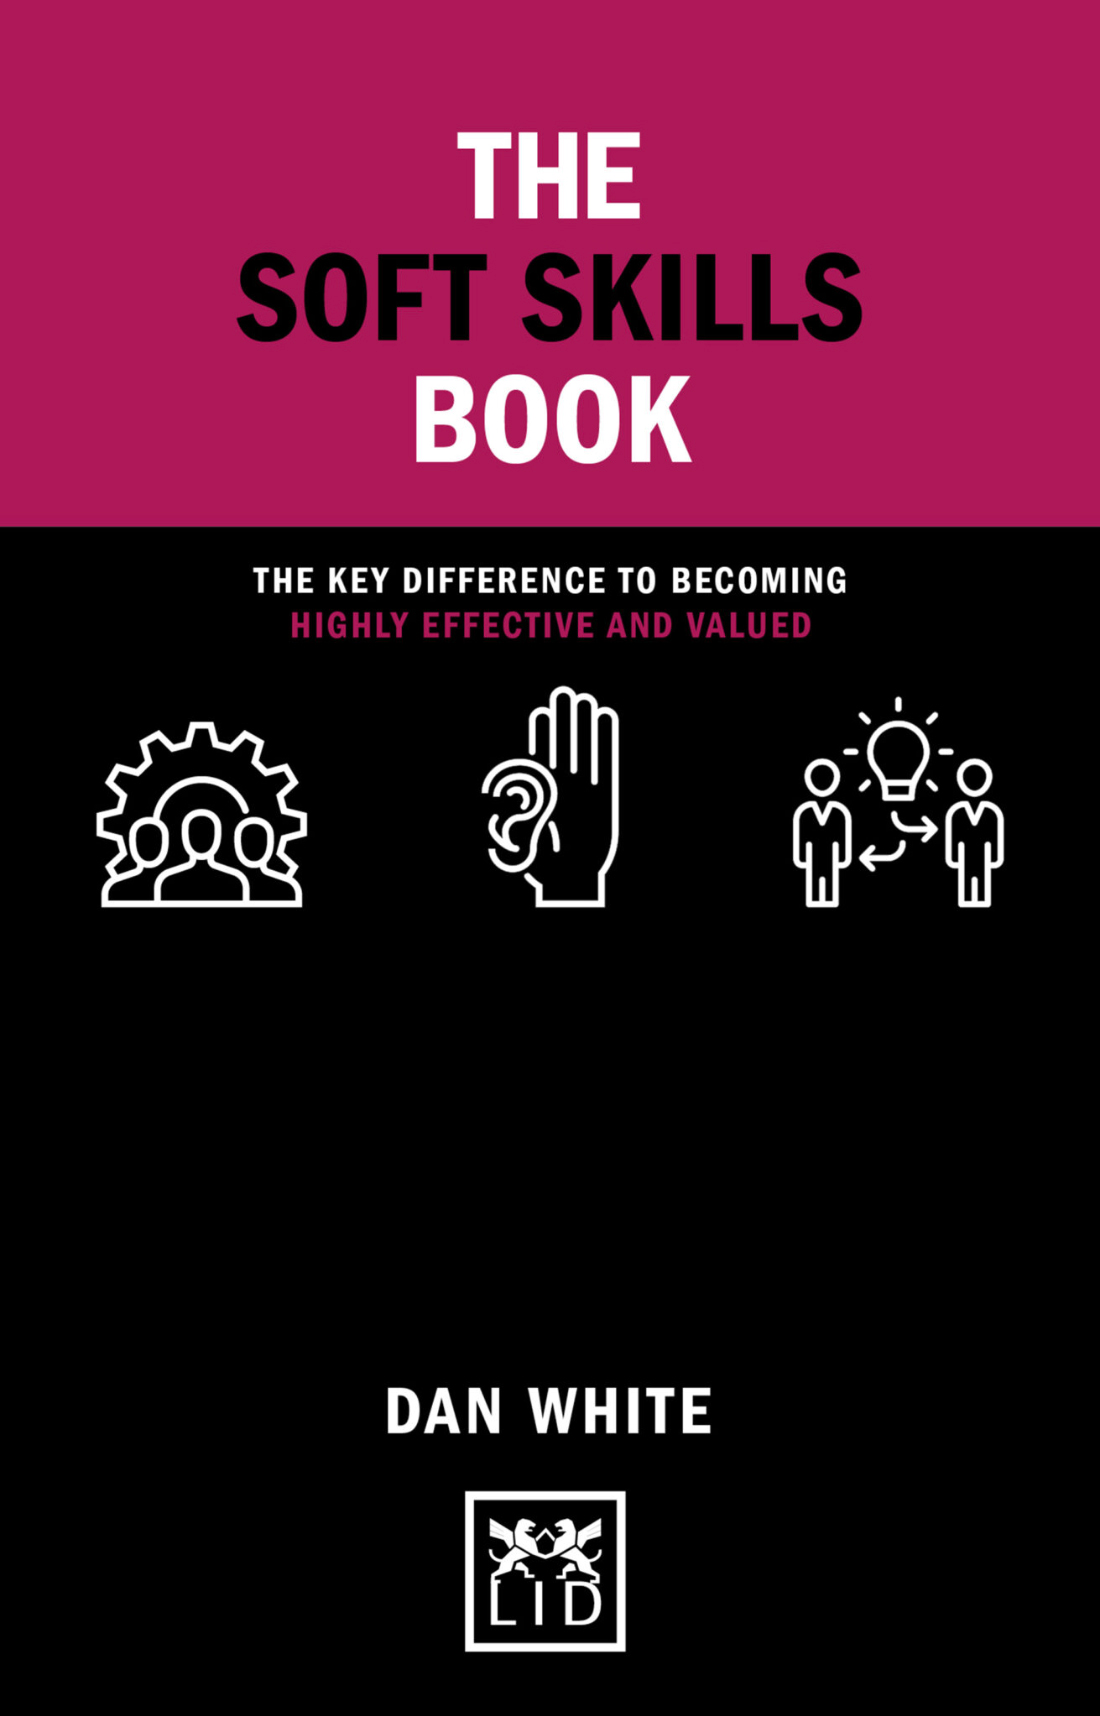 THE
SOFT SKILLS
BOOK
THE KEY DIFFERENCE TO BECOMING
HIGHLY EFFECTIVE AND VALUED
DAN WHITE
LID